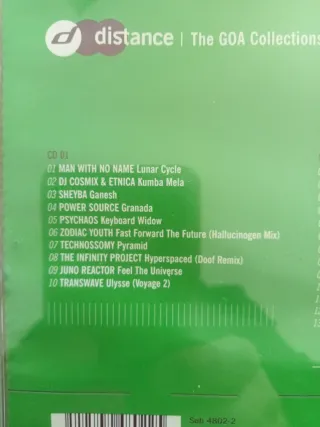 distance | The GOA Collections
CD 01
01 MAN WITH NO NAME Lunar Cycle
02 DJ COSMIX & ETNICA Kumba Mela
03 SHEYBA Ganesh
04 POWER SOURCE Granada
05 PSYCHAOS Keyboard Widow
06 ZODIAC YOUTH Fast Forward The Future (Hallucinogen Mix)
07 TECHNOSSOMY Pyramid
08 THE INFINITY PROJECT Hyperspaced (Doof Remix)
09 JUNO REACTOR Feel The Universe
10 TRANSWAVE Ulysse (Voyage 2)
Sub 4802-2